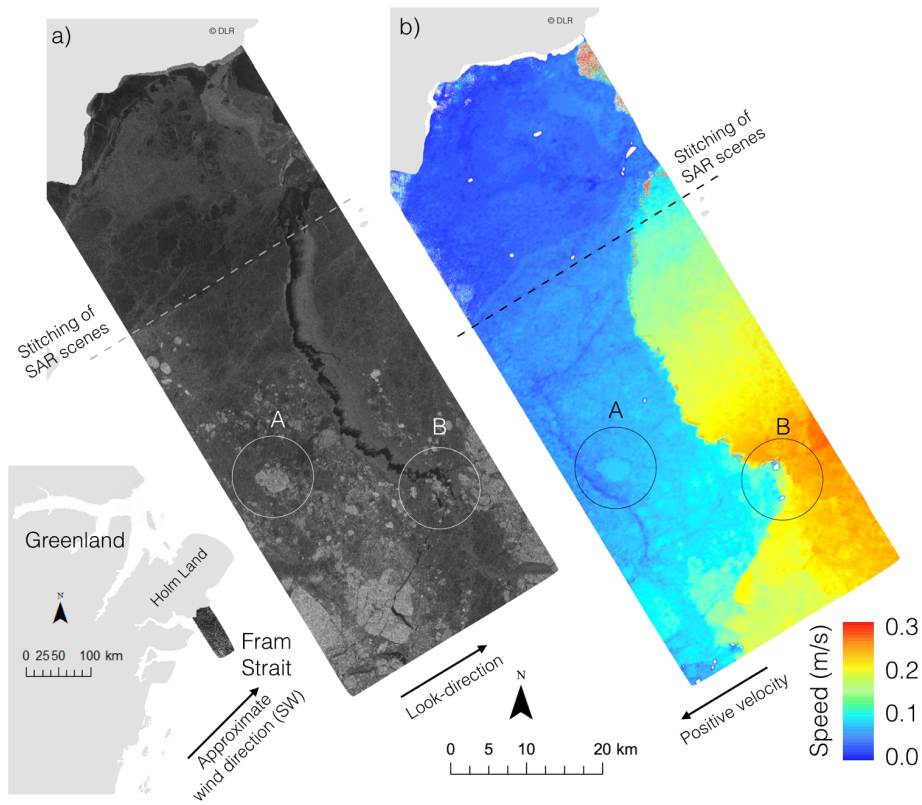 a)
© DLR
b)
© DLR
Stitching of
SAR scenes
Stitching of
SAR scenes
A
B
A
B
Greenland
Holm Land
N
0 25 50 100 km
Fram
Strait
Approximate
wind direction (SW)
Look-direction
N
0 5 10 20 km
Positive velocity
Speed (m/s)
0.3
0.2
0.1
0.0